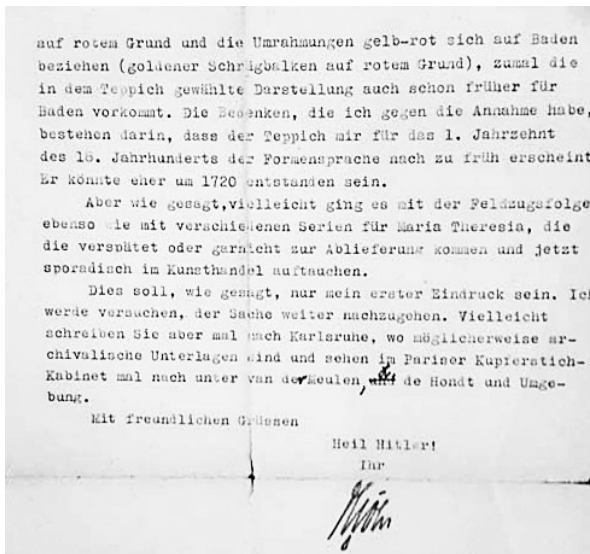 auf rotem Grund und die Umrahmungen gelb-rot sich auf Baden
beziehen (goldener Schrägbalken auf rotem Grund), zumal die
in dem Teppich gewählte Darstellung auch schon früher für
Baden vorkommt. Die Bedenken, die ich gegen die Annahme habe,
bestehen darin, dass der Teppich mir für das 1. Jahrzehnt
des 18. Jahrhunderts der Formensprache nach zu früh erscheint
Er könnte eher um 1720 entstanden sein.
Aber wie gesagt,vielleicht ging es mit der Feldzugsfolge
ebenso wie mit verschiedenen Serien für Maria Theresia, die
die verspätet oder garnicht zur Ablieferung kommen und jetzt
sporadisch im Kunsthandel auftauchen.
Dies soll, wie gesagt, nur mein erster Eindruck sein. Ich
werde versuchen, der Sache weiter nachzugehen. Vielleicht
schreiben Sie aber mal nach Karlsruhe, wo möglicherweise ar-
chivalische Unterlagen sind und sehen im Pariser Kupferstich-
Kabinet mal nach unter van der Meulen, de Hondt und Umge-
bung.
Mit freundlichen Grüssen
Heil Hitler!
Ihr